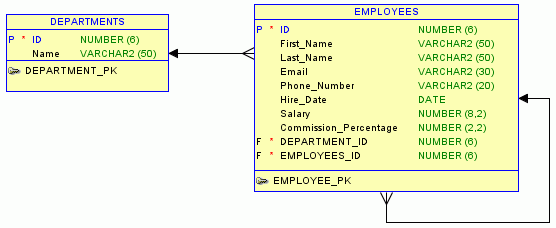 DEPARTMENTS
P * ID NUMBER (6)
Name VARCHAR2 (50)
DEPARTMENT_PK
EMPLOYEES
P * ID NUMBER (6)
First_Name VARCHAR2 (50)
Last_Name VARCHAR2 (50)
Email VARCHAR2 (30)
Phone_Number VARCHAR2 (20)
Hire_Date DATE
Salary NUMBER (8,2)
Commission_Percentage NUMBER (2,2)
F * DEPARTMENT_ID NUMBER (6)
F * EMPLOYEES_ID NUMBER (6)
EMPLOYEE_PK